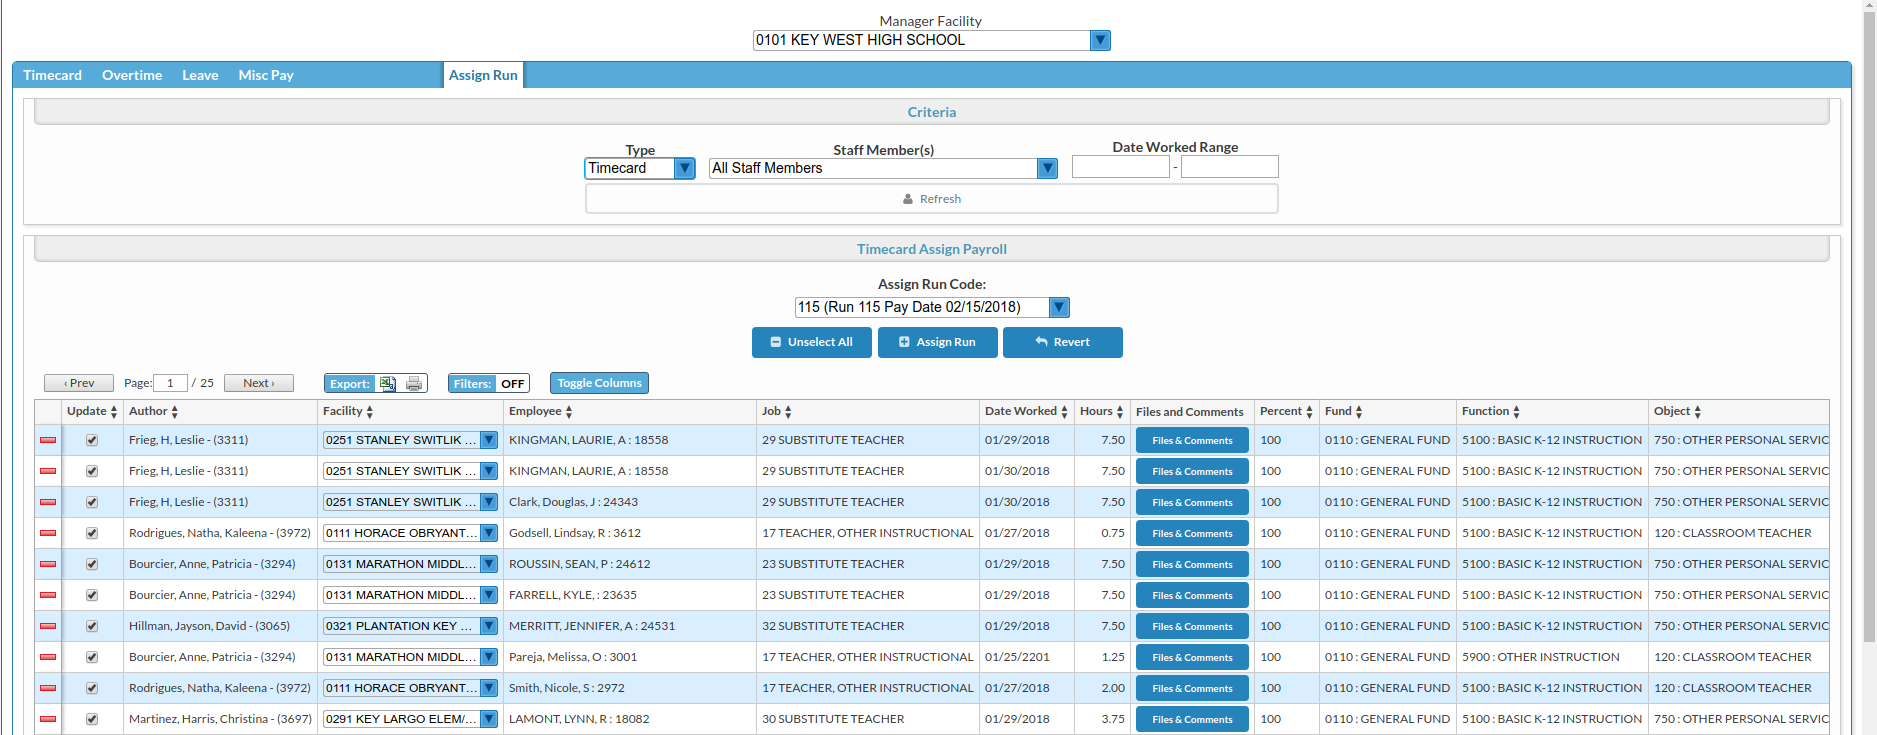 Manager Facility
0101 KEY WEST HIGH SCHOOL
Timecard Overtime Leave Misc Pay Assign Run
Criteria
Type Staff Member(s) Date Worked Range
Timecard All Staff Members -
Refresh
Timecard Assign Payroll
Assign Run Code:
115 (Run 115 Pay Date 02/15/2018)
Unselect All Assign Run Revert
‹ Prev Page: 1 / 25 Next › Export: Filters: OFF Toggle Columns
Update Author Facility Employee Job Date Worked Hours Files and Comments Percent Fund Function Object
Frieg, H, Leslie - (3311) 0251 STANLEY SWITLIK ... KINGMAN, LAURIE, A : 18558 29 SUBSTITUTE TEACHER 01/29/2018 7.50 Files & Comments 100 0110 : GENERAL FUND 5100 : BASIC K-12 INSTRUCTION 750 : OTHER PERSONAL SERVIC
Frieg, H, Leslie - (3311) 0251 STANLEY SWITLIK ... KINGMAN, LAURIE, A : 18558 29 SUBSTITUTE TEACHER 01/30/2018 7.50 Files & Comments 100 0110 : GENERAL FUND 5100 : BASIC K-12 INSTRUCTION 750 : OTHER PERSONAL SERVIC
Frieg, H, Leslie - (3311) 0251 STANLEY SWITLIK ... Clark, Douglas, J : 24343 29 SUBSTITUTE TEACHER 01/30/2018 7.50 Files & Comments 100 0110 : GENERAL FUND 5100 : BASIC K-12 INSTRUCTION 750 : OTHER PERSONAL SERVIC
Rodrigues, Natha, Kaleena - (3972) 0111 HORACE OBRYANT... Godsell, Lindsay, R : 3612 17 TEACHER, OTHER INSTRUCTIONAL 01/27/2018 0.75 Files & Comments 100 0110 : GENERAL FUND 5100 : BASIC K-12 INSTRUCTION 120 : CLASSROOM TEACHER
Bourcier, Anne, Patricia - (3294) 0131 MARATHON MIDDL... ROUSSIN, SEAN, P : 24612 23 SUBSTITUTE TEACHER 01/29/2018 7.50 Files & Comments 100 0110 : GENERAL FUND 5100 : BASIC K-12 INSTRUCTION 750 : OTHER PERSONAL SERVIC
Bourcier, Anne, Patricia - (3294) 0131 MARATHON MIDDL... FARRELL, KYLE, : 23635 23 SUBSTITUTE TEACHER 01/29/2018 7.50 Files & Comments 100 0110 : GENERAL FUND 5100 : BASIC K-12 INSTRUCTION 750 : OTHER PERSONAL SERVIC
Hillman, Jayson, David - (3065) 0321 PLANTATION KEY ... MERRITT, JENNIFER, A : 24531 32 SUBSTITUTE TEACHER 01/29/2018 7.50 Files & Comments 100 0110 : GENERAL FUND 5100 : BASIC K-12 INSTRUCTION 750 : OTHER PERSONAL SERVIC
Bourcier, Anne, Patricia - (3294) 0131 MARATHON MIDDL... Pareja, Melissa, O : 3001 17 TEACHER, OTHER INSTRUCTIONAL 01/25/2201 1.25 Files & Comments 100 0110 : GENERAL FUND 5900 : OTHER INSTRUCTION 120 : CLASSROOM TEACHER
Rodrigues, Natha, Kaleena - (3972) 0111 HORACE OBRYANT... Smith, Nicole, S : 2972 17 TEACHER, OTHER INSTRUCTIONAL 01/27/2018 2.00 Files & Comments 100 0110 : GENERAL FUND 5100 : BASIC K-12 INSTRUCTION 120 : CLASSROOM TEACHER
Martinez, Harris, Christina - (3697) 0291 KEY LARGO ELEM/... LAMONT, LYNN, R : 18082 30 SUBSTITUTE TEACHER 01/29/2018 3.75 Files & Comments 100 0110 : GENERAL FUND 5100 : BASIC K-12 INSTRUCTION 750 : OTHER PERSONAL SERVIC